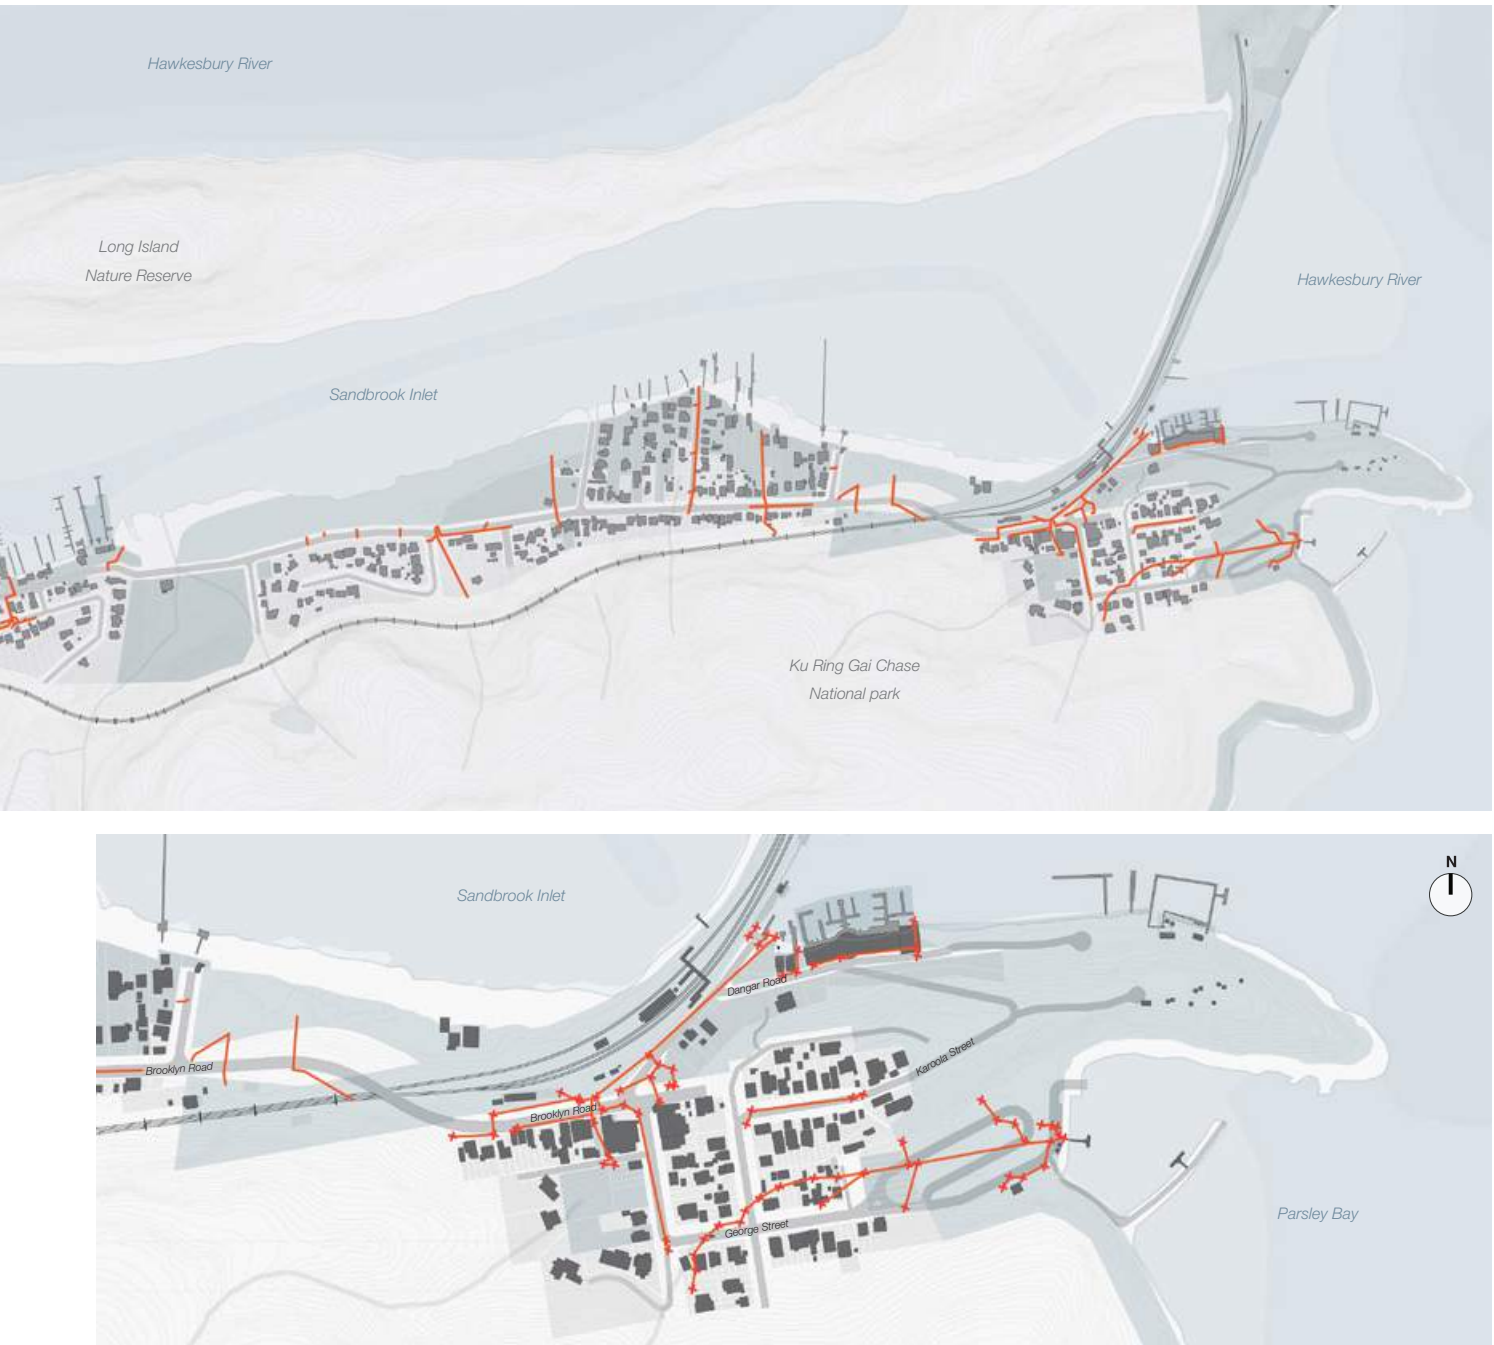 Hawkesbury River
Long Island
Nature Reserve
Hawkesbury River
Sandbrook Inlet
Ku Ring Gai Chase
National park
N
Sandbrook Inlet
Dangar Road
Karoola Street
Brooklyn Road
Brooklyn Road
Parsley Bay
George Street